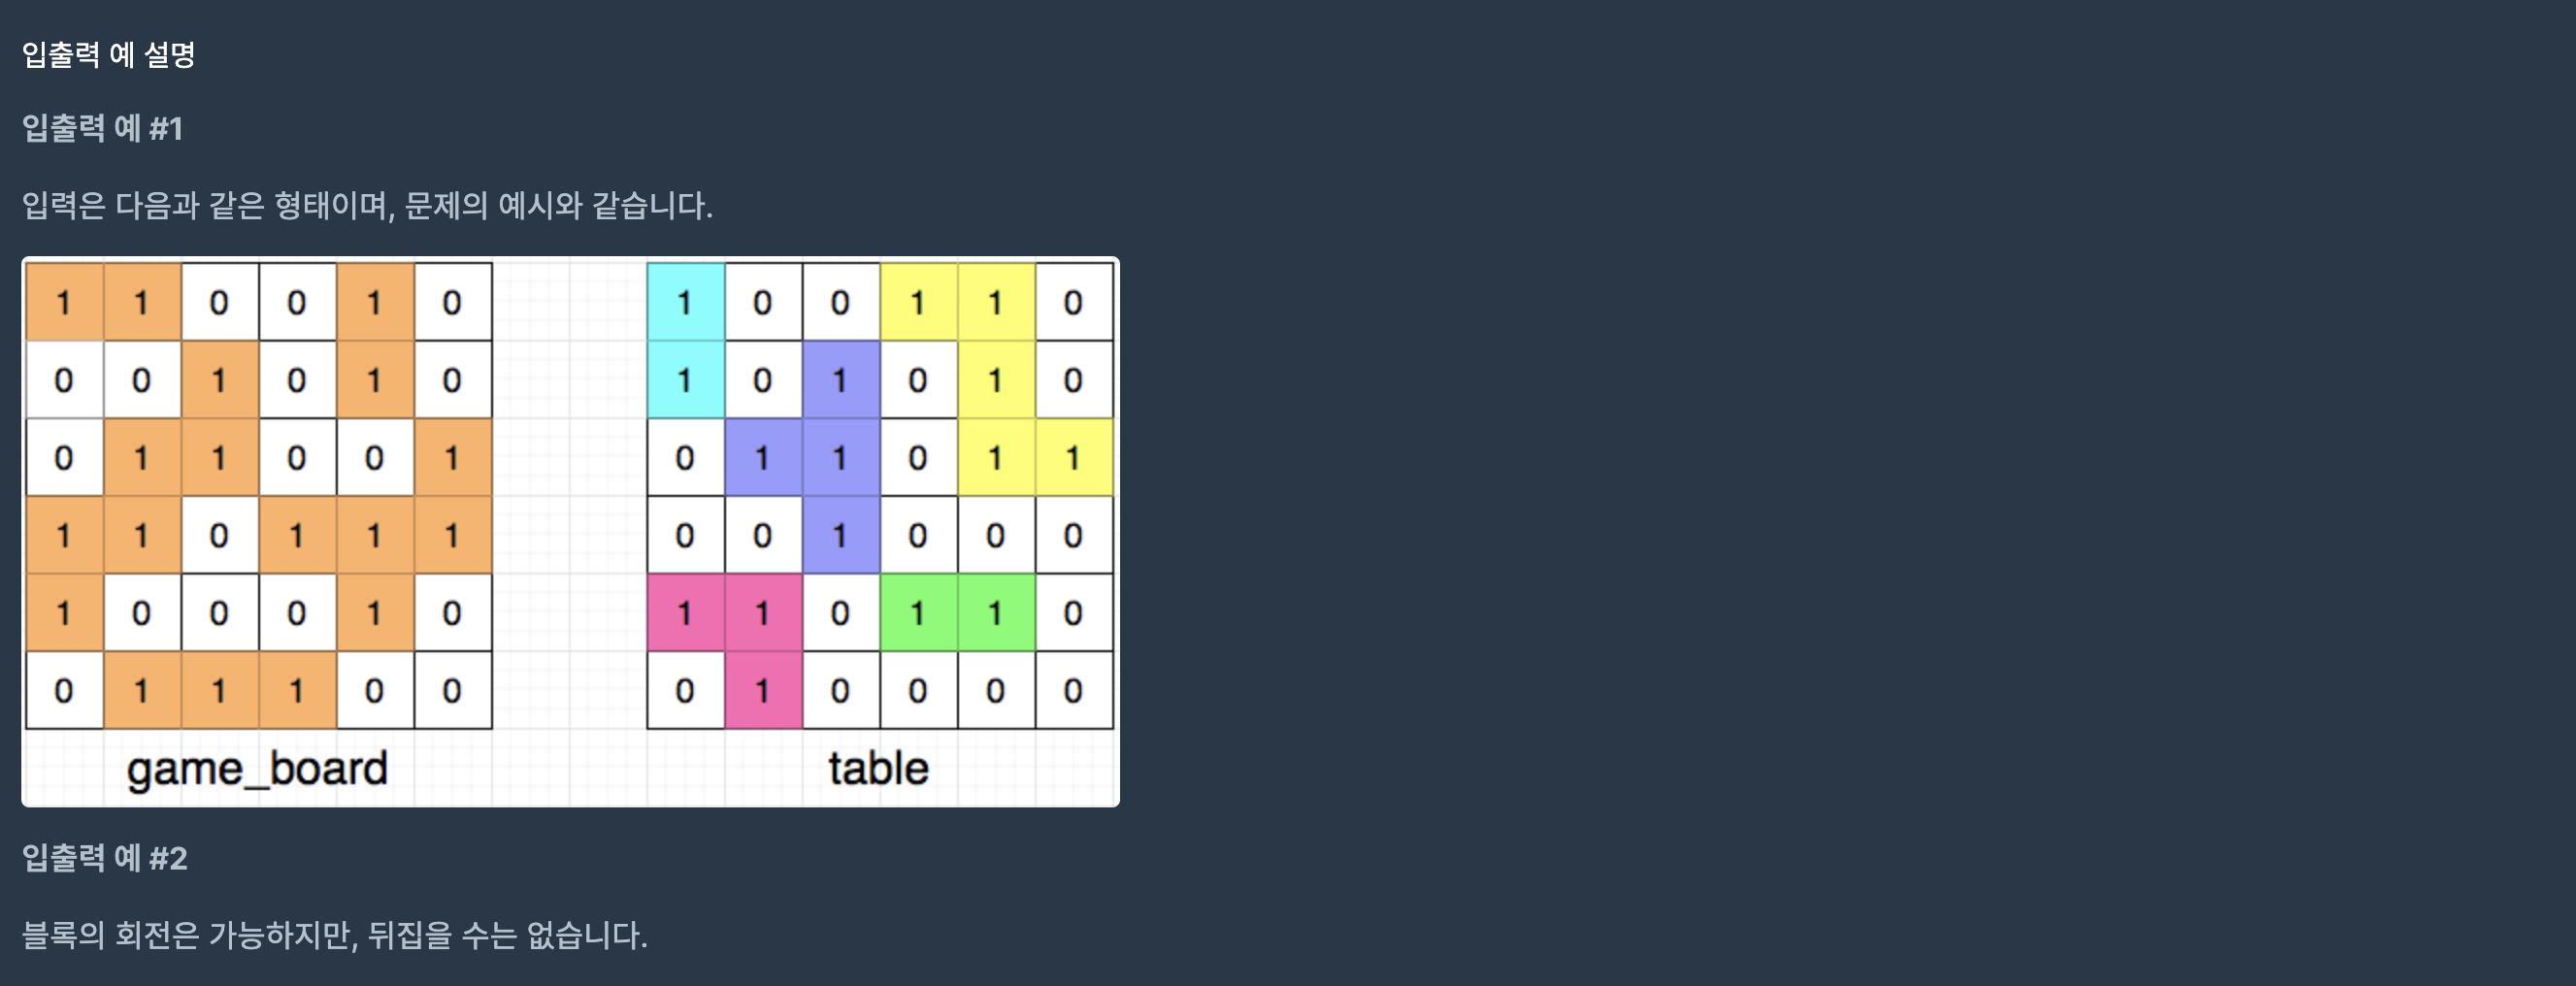 입출력 예 설명
입출력 예 #1
입력은 다음과 같은 형태이며, 문제의 예시와 같습니다.
1 1 0 0 1 0 1 0 0 1 1 0
0 0 1 0 1 0 1 0 1 0 1 0
0 1 1 0 0 1 0 1 1 0 1 1
1 1 0 1 1 1 0 0 1 0 0 0
1 0 0 0 1 0 1 1 0 1 1 0
0 1 1 1 0 0 0 1 0 0 0 0
game_board table
입출력 예 #2
블록의 회전은 가능하지만, 뒤집을 수는 없습니다.